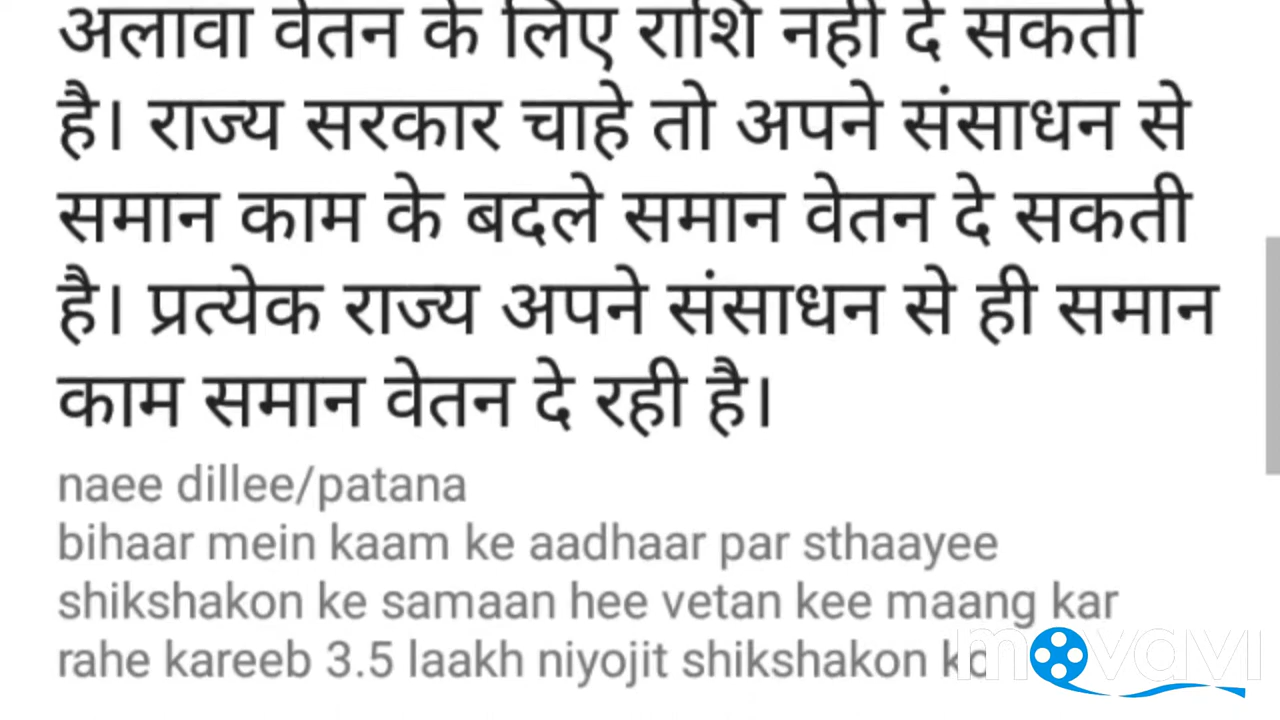 अलावा वेतन के लिए राशि नही दे सकती
है। राज्य सरकार चाहे तो अपने संसाधन से
समान काम के बदले समान वेतन दे सकती
है। प्रत्येक राज्य अपने संसाधन से ही समान
काम समान वेतन दे रही है।
naee dillee/patana
bihaar mein kaam ke aadhaar par sthaayee
shikshakon ke samaan hee vetan kee maang kar
rahe kareeb 3.5 laakh niyojit shikshakon ko
movavi